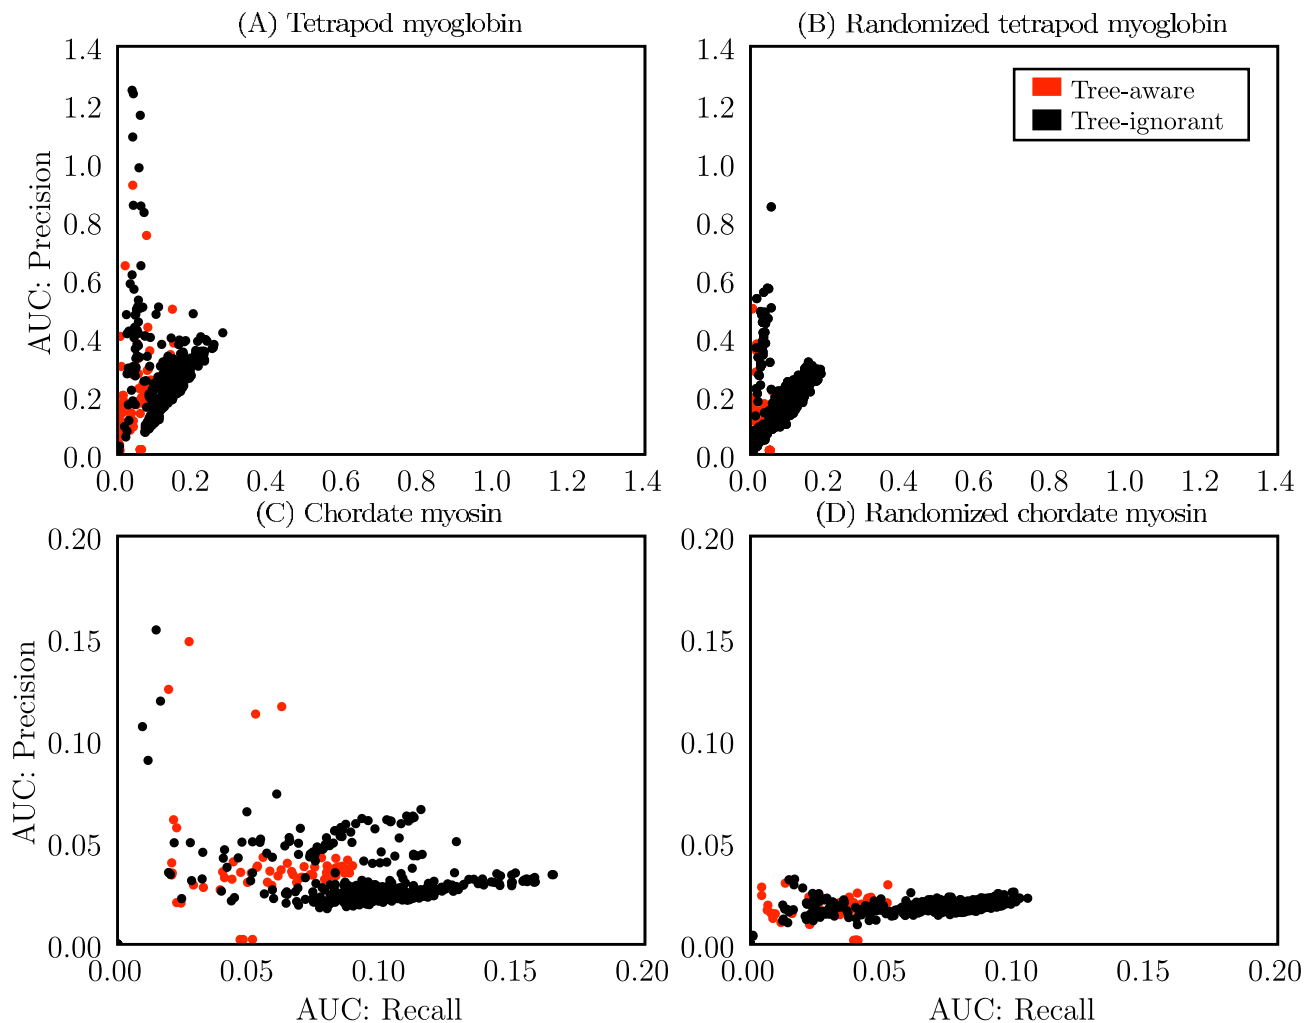 (A) Tetrapod myoglobin
(B) Randomized tetrapod myoglobin
1.4
1.2
1.0
0.8
0.6
0.4
0.2
0.0
AUC: Precision
0.0 0.2 0.4 0.6 0.8 1.0 1.2 1.4
1.4
1.2
1.0
0.8
0.6
0.4
0.2
0.0
Tree-aware
Tree-ignorant
0.0 0.2 0.4 0.6 0.8 1.0 1.2 1.4
(C) Chordate myosin
(D) Randomized chordate myosin
0.20
0.15
0.10
0.05
0.00
AUC: Precision
0.00 0.05 0.10 0.15 0.20
AUC: Recall
0.20
0.15
0.10
0.05
0.00
0.00 0.05 0.10 0.15 0.20
AUC: Recall